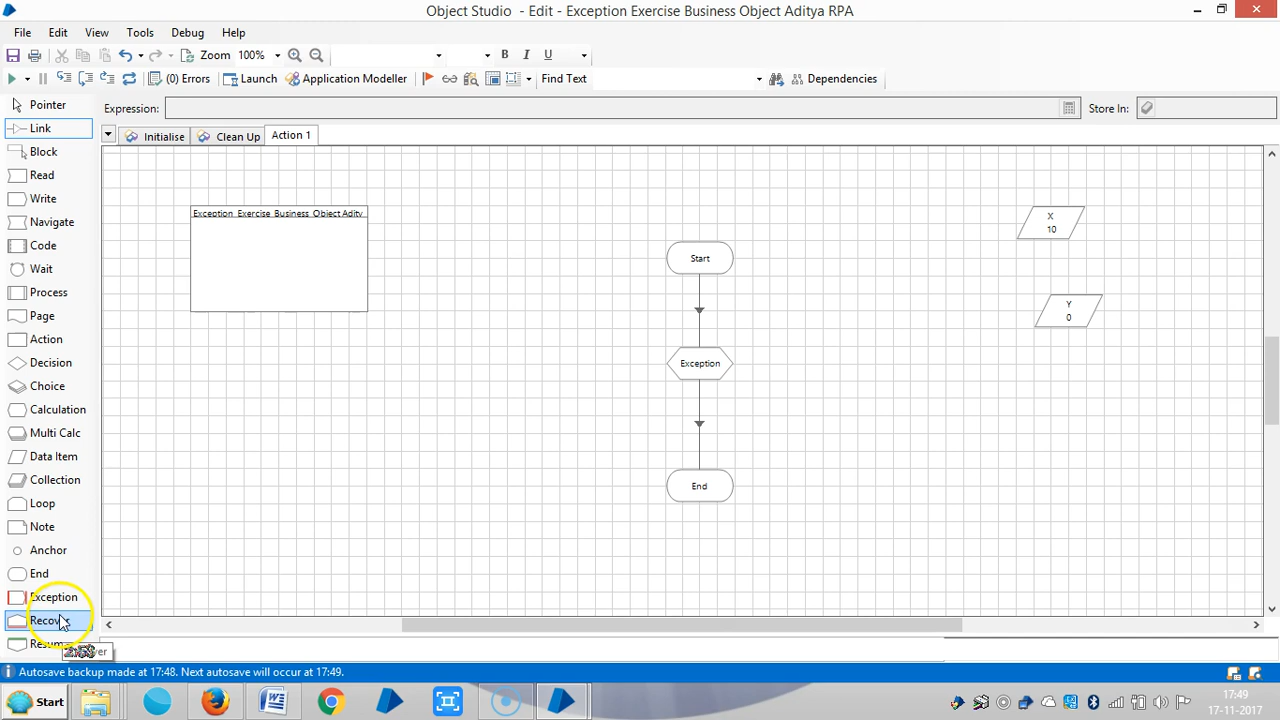 Object Studio - Edit - Exception Exercise Business Object Aditya RPA
File Edit View Tools Debug Help
Zoom 100% B I U
(0) Errors Launch Application Modeller Find Text Dependencies
Expression: Store In:
Initialise Clean Up Action 1
Pointer
Link
Block
Read
Write
Navigate
Code
Wait
Process
Page
Action
Decision
Choice
Calculation
Multi Calc
Data Item
Collection
Loop
Note
Anchor
End
Exception
Recover
Exception Exercise Business Object Adity
Start
Exception
End
X
10
Y
0
Autosave backup made at 17:48. Next autosave will occur at 17:49.
Start
17:49
17-11-2017